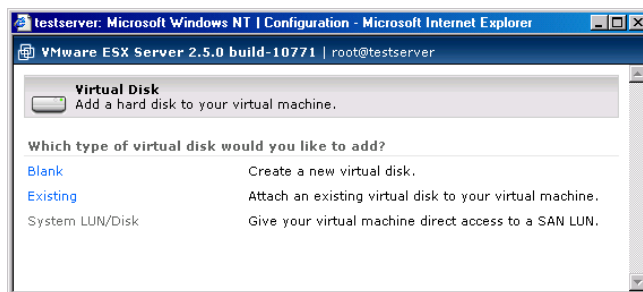 testserver: Microsoft Windows NT | Configuration - Microsoft Internet Explorer
VMware ESX Server 2.5.0 build-10771 | root@testserver
Virtual Disk
Add a hard disk to your virtual machine.
Which type of virtual disk would you like to add?
Blank Create a new virtual disk.
Existing Attach an existing virtual disk to your virtual machine.
System LUN/Disk Give your virtual machine direct access to a SAN LUN.